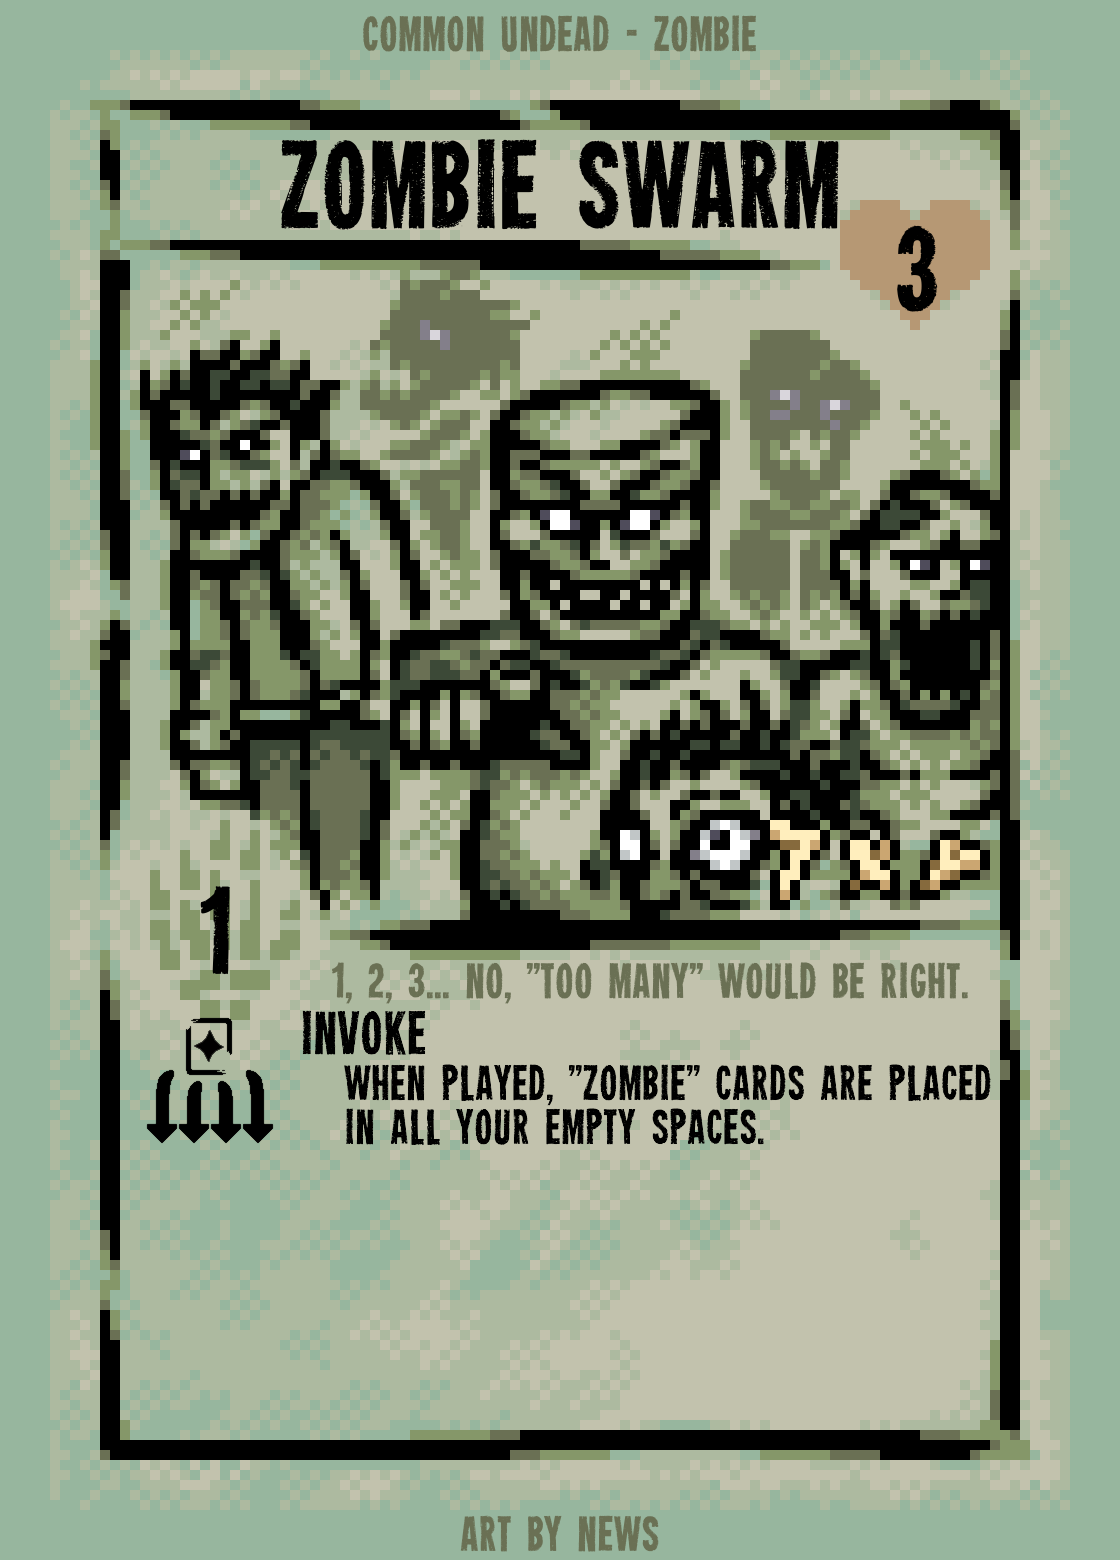 COMMON UNDEAD - ZOMBIE
ZOMBIE SWARM
3
1
1, 2, 3... NO, "TOO MANY" WOULD BE RIGHT.
INVOKE
WHEN PLAYED, "ZOMBIE" CARDS ARE PLACED
IN ALL YOUR EMPTY SPACES.
ART BY NEWS